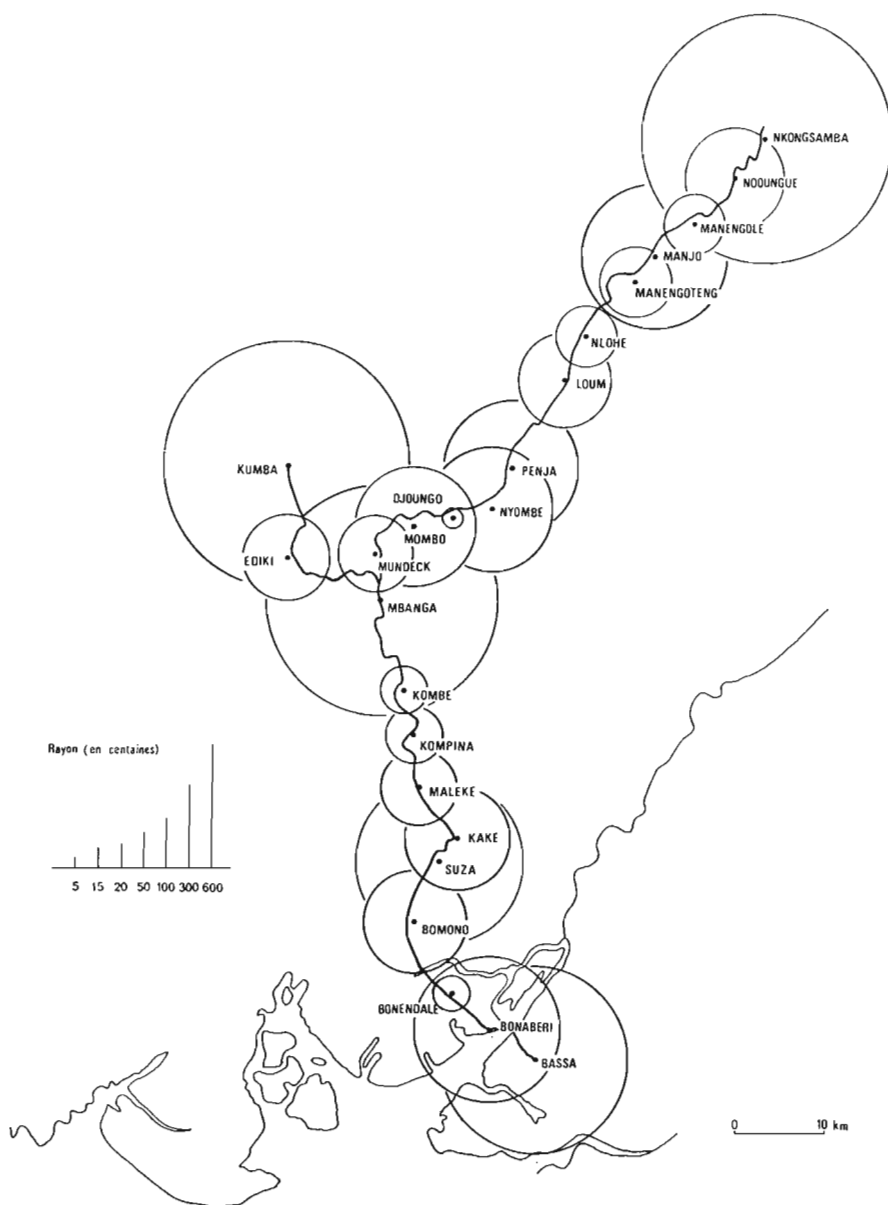 NKONGSAMBA
NDOUNGUE
MANENGOLE
MANJO
MANENGOTENG
NLOHE
LOUM
KUMBA
PENJA
DJOUNGO
NYOMBE
MOMBO
EDIKI
MUNDECK
MBANGA
KOMBE
KOMPINA
Rayon (en centaines)
MALEKE
KAKE
SUZA
5 15 20 50 100 300 600
BOMONO
BONENDALE
BONABERI
BASSA
0 10 km